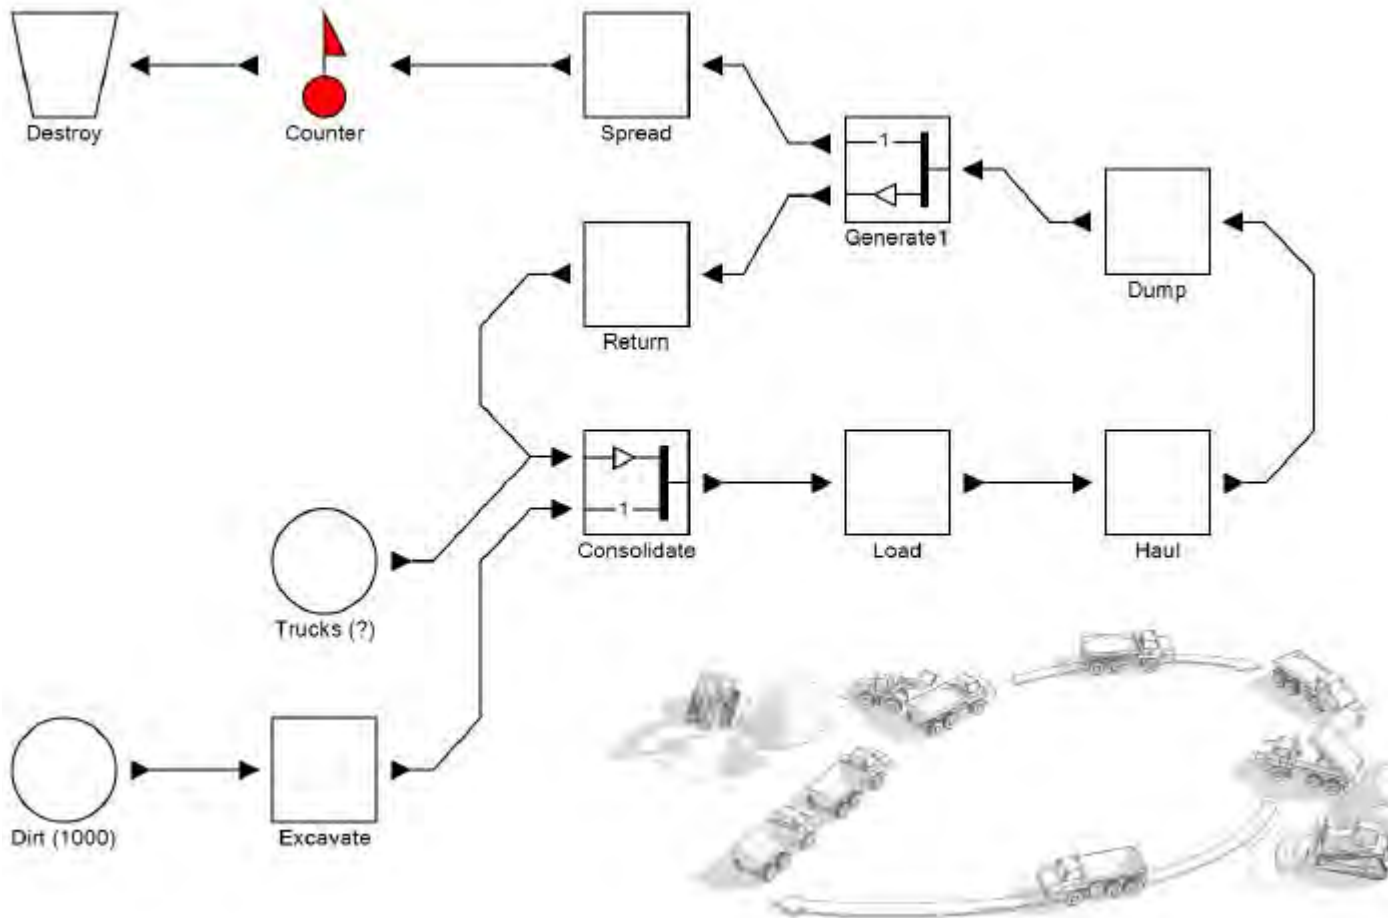 Destroy
Counter
Spread
1
Generate1
Dump
Return
1
Consolidate
Load
Haul
Trucks (?)
Dirt (1000)
Excavate